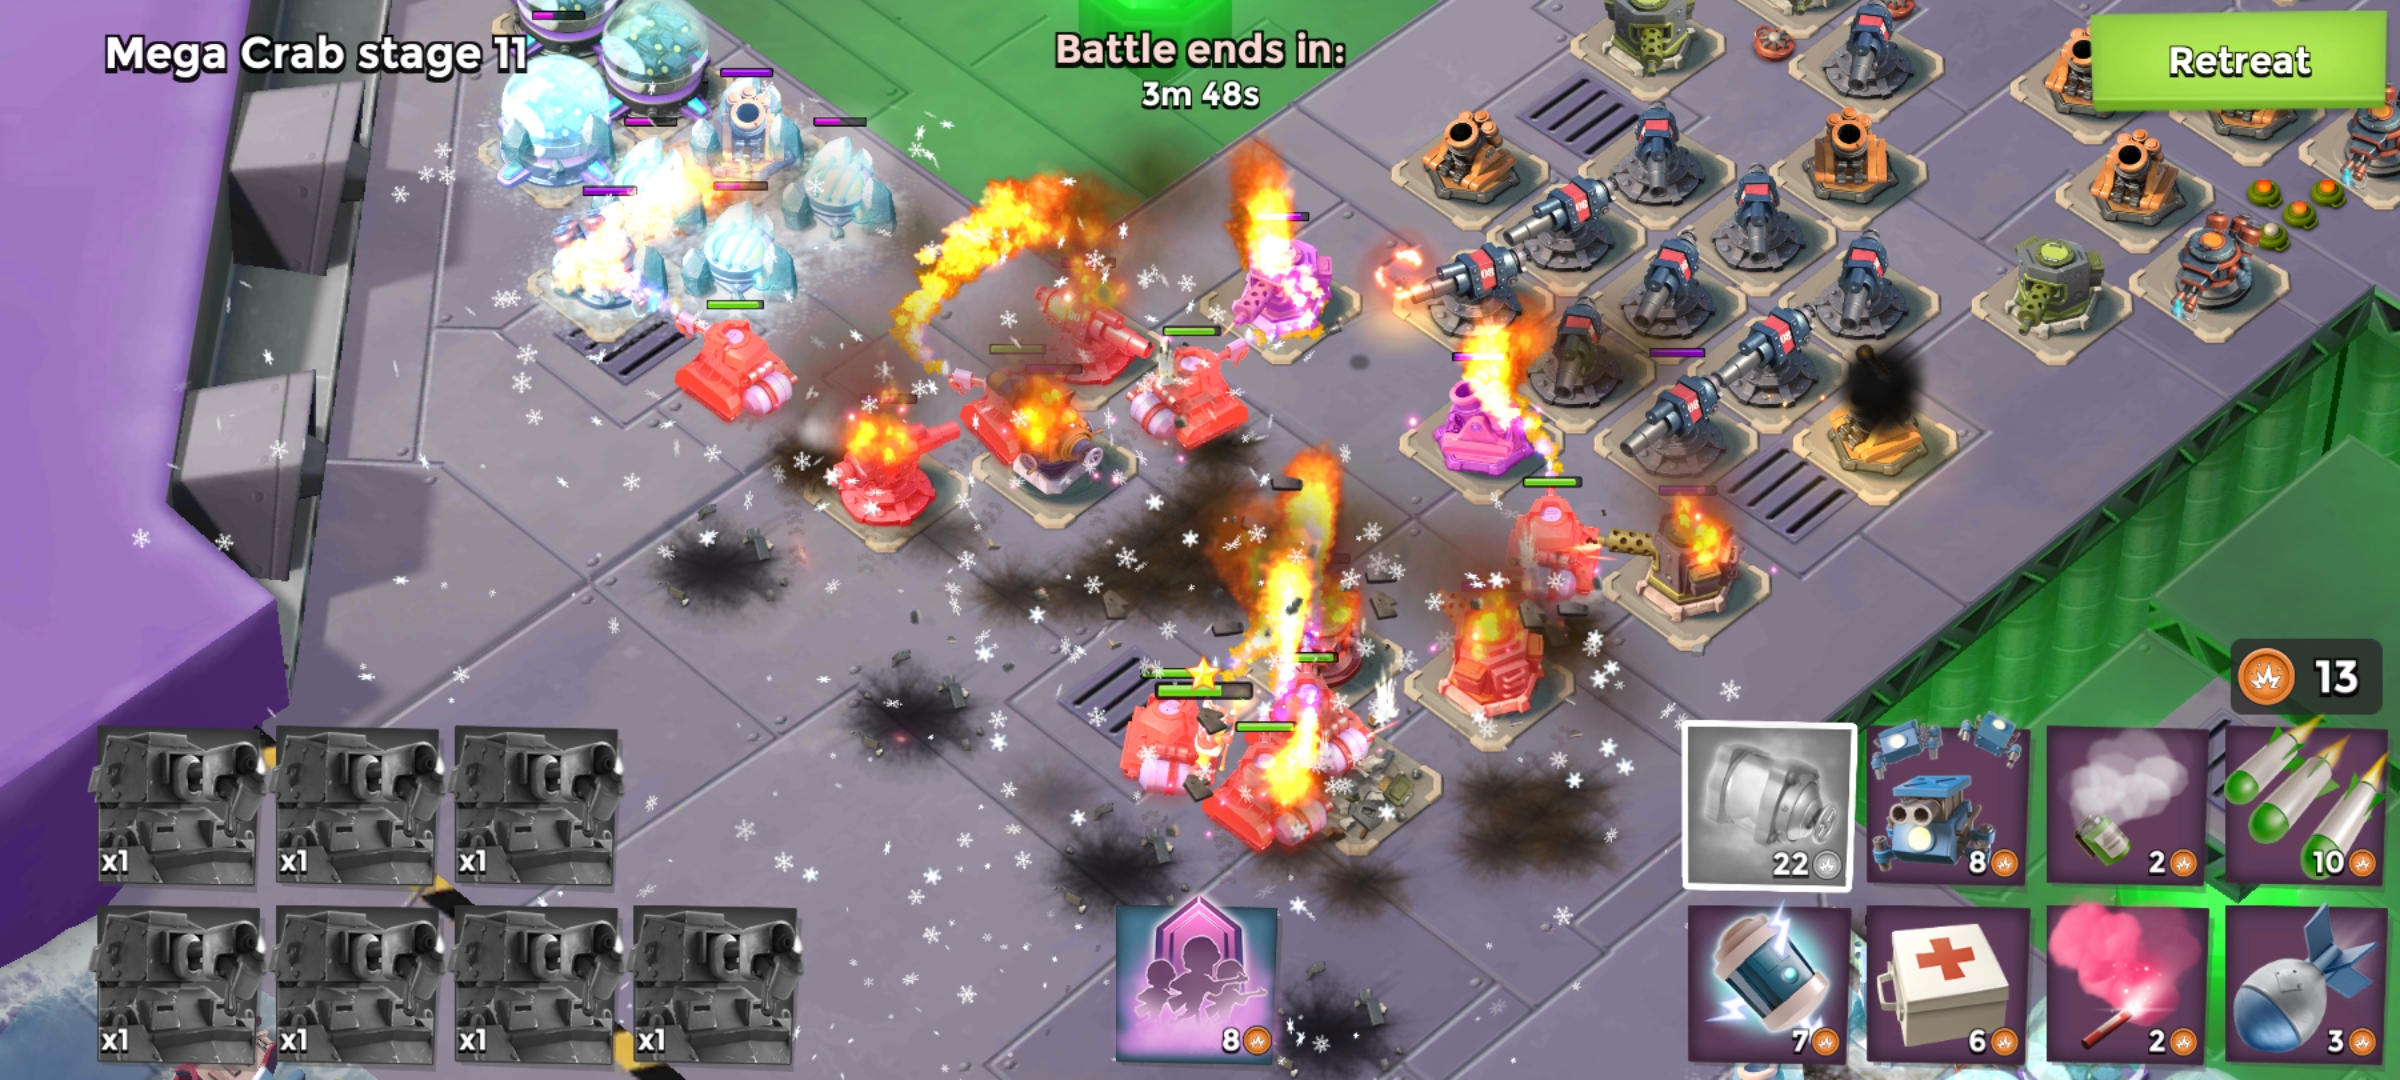 Mega Crab stage 11
Battle ends in:
3m 48s
Retreat
13
x1
x1
x1
22
8
2
10
x1
x1
x1
x1
8
7
6
2
3